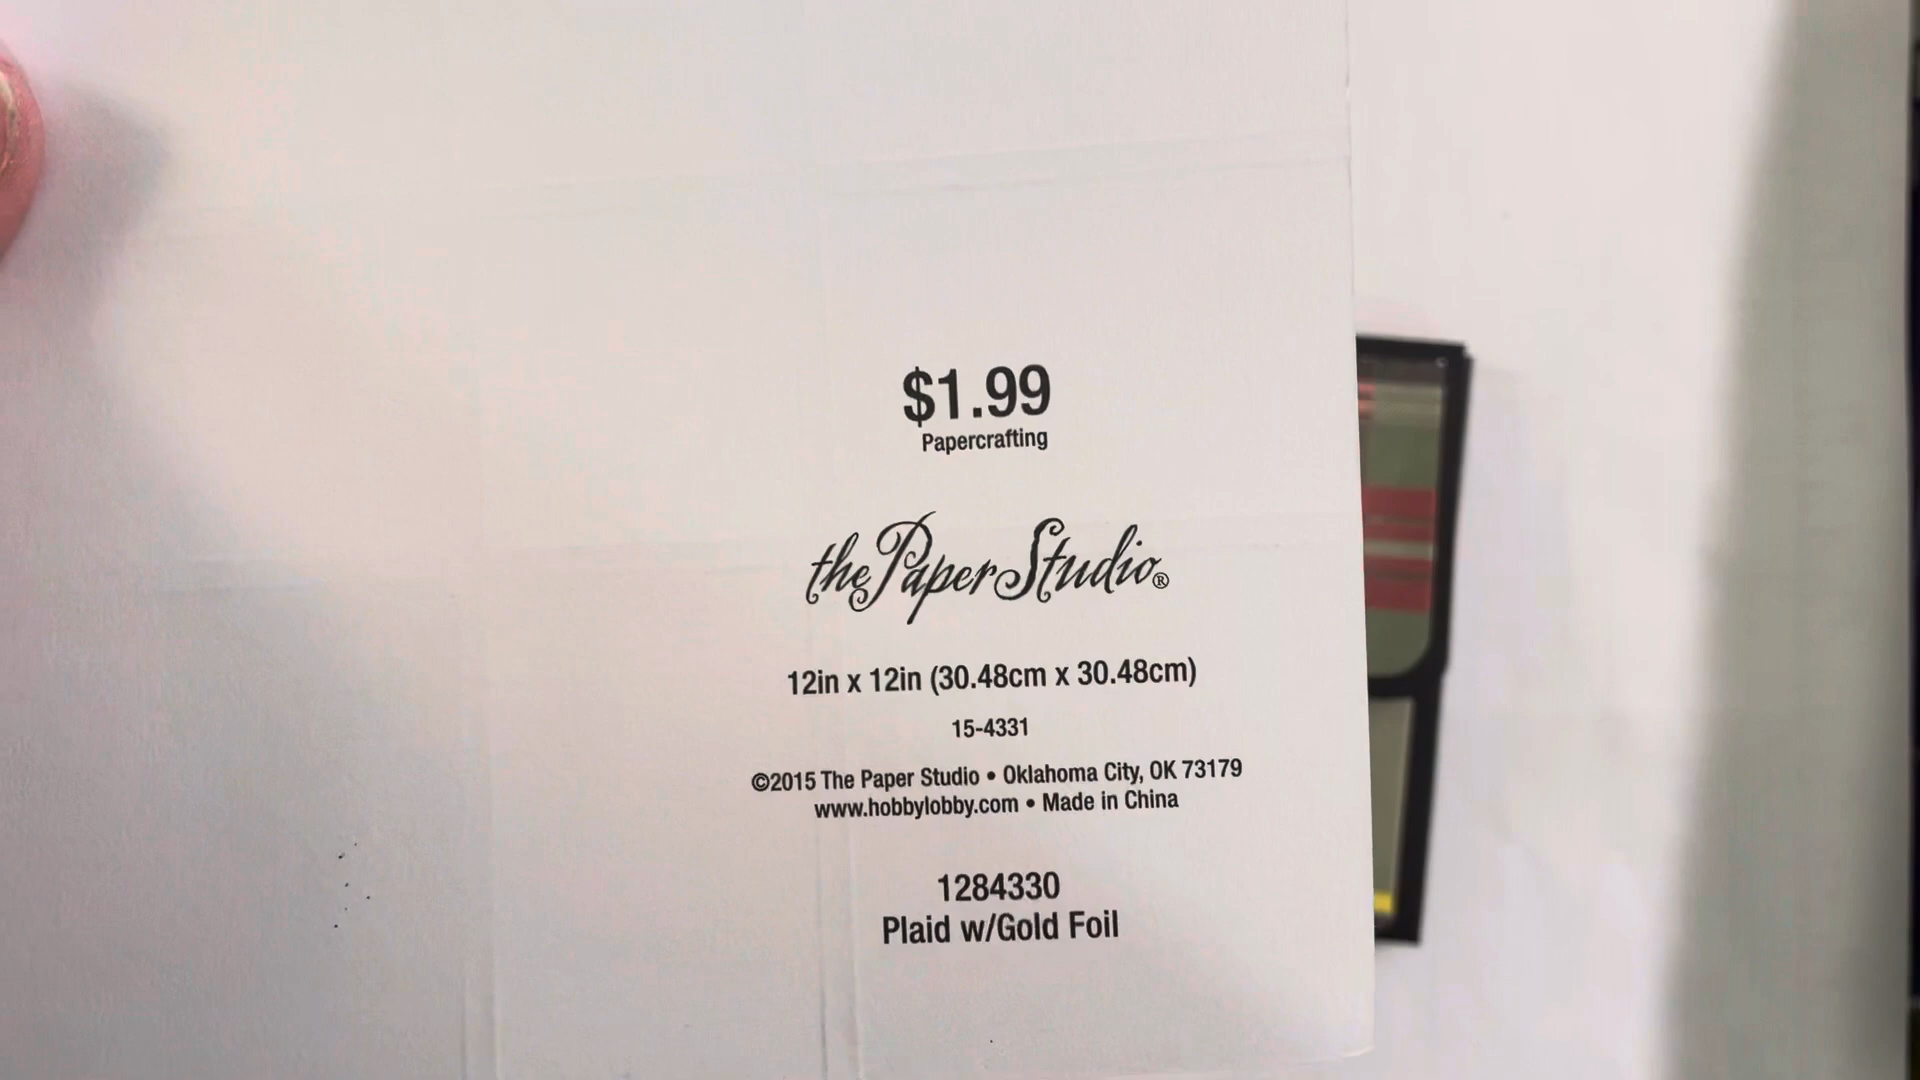 $1.99
Papercrafting
the Paper Studio®
12in x 12in (30.48cm x 30.48cm)
15-4331
©2015 The Paper Studio • Oklahoma City, OK 73179
www.hobbylobby.com • Made in China
1284330
Plaid w/Gold Foil